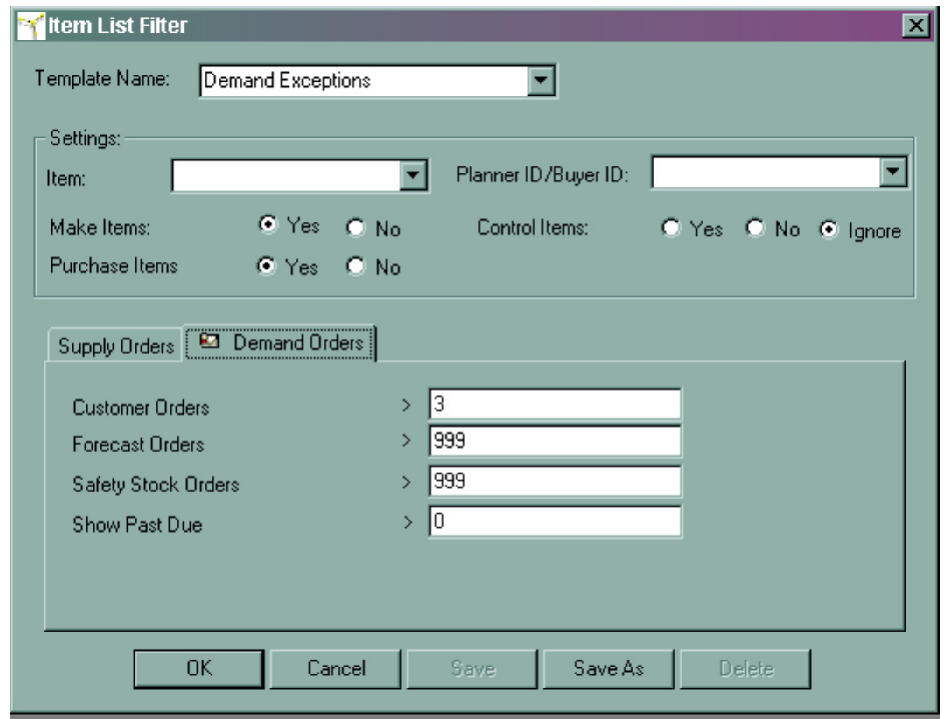 Item List Filter
Template Name: Demand Exceptions
Settings:
Item: Planner ID/Buyer ID:
Make Items: Yes No Control Items: Yes No Ignore
Purchase Items Yes No
Supply Orders Demand Orders
Customer Orders > 3
Forecast Orders > 999
Safety Stock Orders > 999
Show Past Due > 0
OK Cancel Save Save As Delete